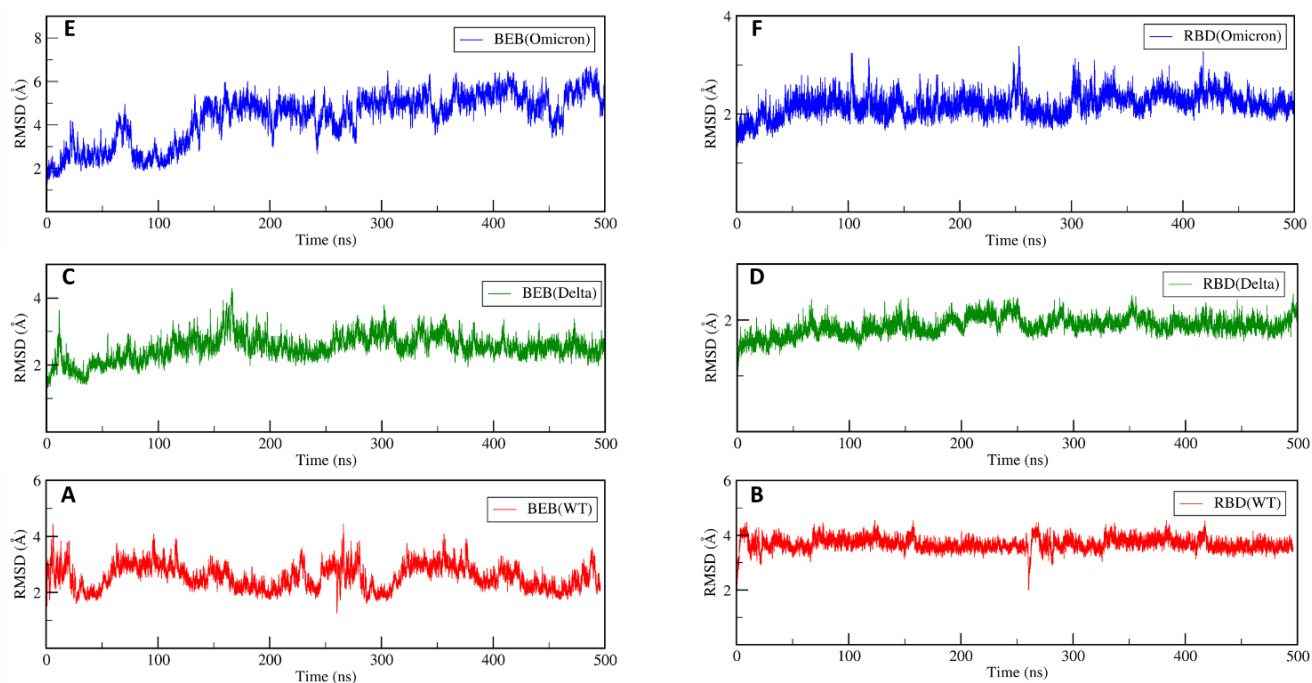 E
BEB(Omicron)
RMSD (Å)
8
6
4
2
0 100 200 300 400 500
Time (ns)
F
RBD(Omicron)
RMSD (Å)
4
2
0 100 200 300 400 500
Time (ns)
C
BEB(Delta)
RMSD (Å)
4
2
0 100 200 300 400 500
Time (ns)
D
RBD(Delta)
RMSD (Å)
2
0 100 200 300 400 500
Time (ns)
A
BEB(WT)
RMSD (Å)
6
4
2
0 100 200 300 400 500
Time (ns)
B
RBD(WT)
RMSD (Å)
6
4
2
0
0 100 200 300 400 500
Time (ns)